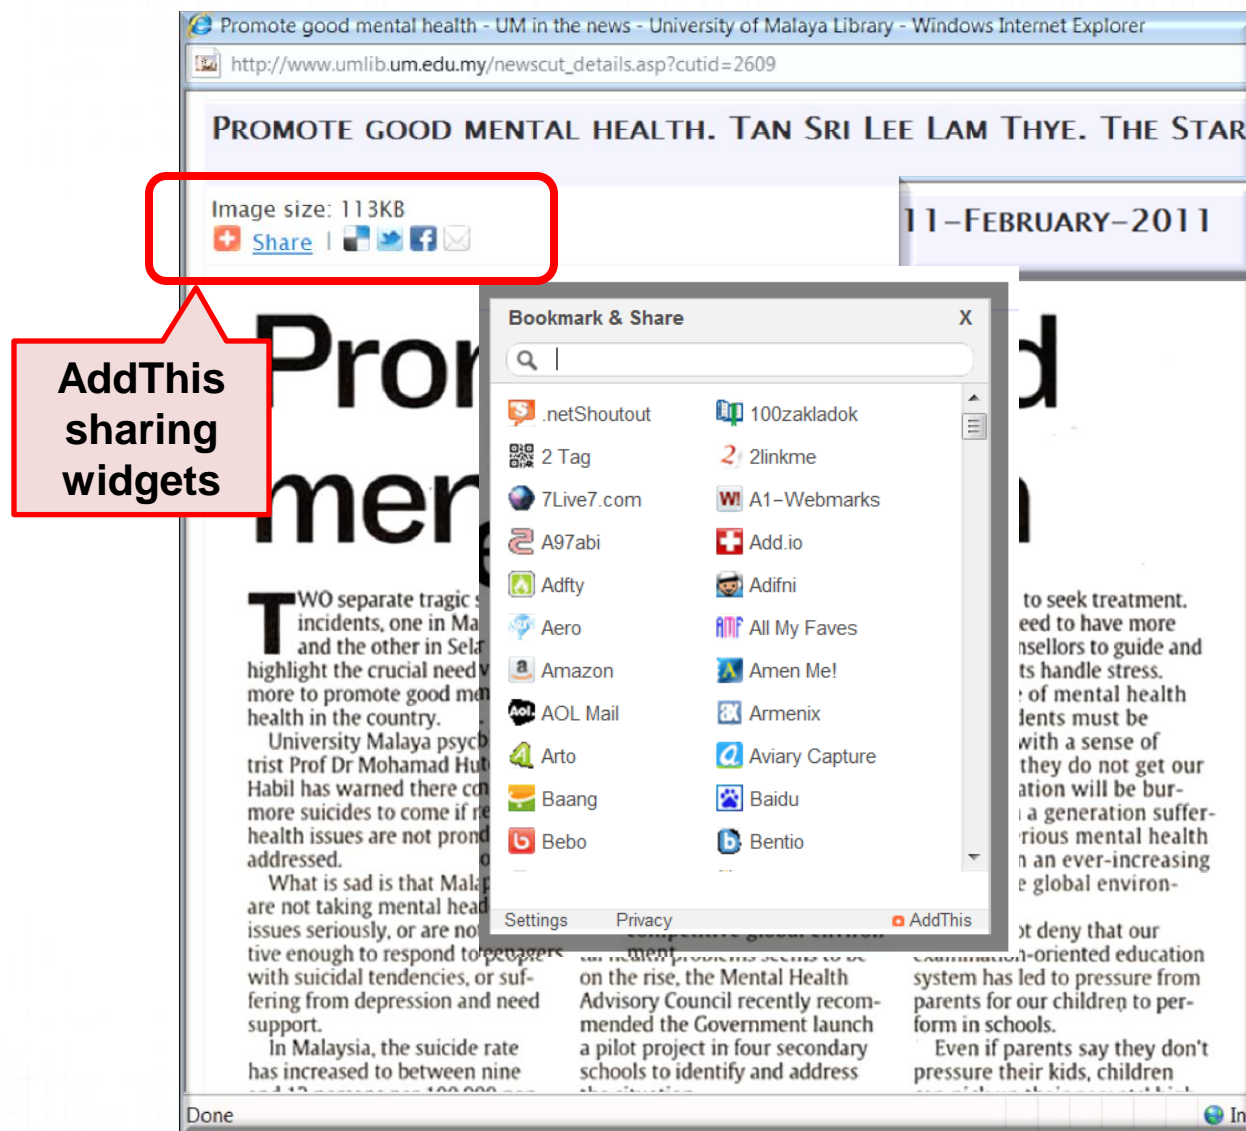 Promote good mental health - UM in the news - University of Malaya Library - Windows Internet Explorer
http://www.umlib.um.edu.my/newscut_details.asp?cutid=2609
PROMOTE GOOD MENTAL HEALTH. TAN SRI LEE LAM THYE. THE STAR
11-FEBRUARY-2011
Image size: 113KB
Share |
AddThis
sharing
widgets
Bookmark & Share X
.netShoutout 100zakladok
2 Tag 2linkme
7Live7.com A1-Webmarks
A97abi Add.io
Adfty Adifni
Aero All My Faves
Amazon Amen Me!
AOL Mail Armenix
Arto Aviary Capture
Baang Baidu
Bebo Bentio
Settings Privacy AddThis
TWO separate tragic
incidents, one in Ma
and the other in Sela
highlight the crucial need
more to promote good men
health in the country.
University Malaya psych
trist Prof Dr Mohamad Hut
Habil has warned there co
more suicides to come if
health issues are not
addressed.
What is sad is that Mala
are not taking mental
issues seriously, or are no
tive enough to respond to
with suicidal tendencies, or suf-
fering from depression and need
support.
In Malaysia, the suicide rate
has increased to between nine
on the rise, the Mental Health
Advisory Council recently recom-
mended the Government launch
a pilot project in four secondary
schools to identify and address
to seek treatment.
eed to have more
nsellors to guide and
ts handle stress.
of mental health
dents must be
with a sense of
they do not get our
ation will be bur-
a generation suffer-
rious mental health
n an ever-increasing
e global environ-
ot deny that our
examination-oriented education
system has led to pressure from
parents for our children to per-
form in schools.
Even if parents say they don't
pressure their kids, children
Done
In